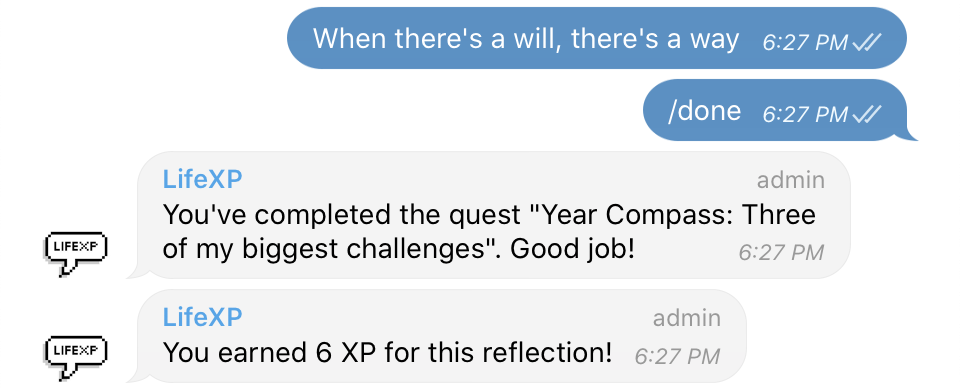 When there's a will, there's a way 6:27 PM
/done 6:27 PM
LifeXP admin
You've completed the quest "Year Compass: Three
of my biggest challenges". Good job! 6:27 PM
LIFEXP
LifeXP admin
You earned 6 XP for this reflection! 6:27 PM
LIFEXP